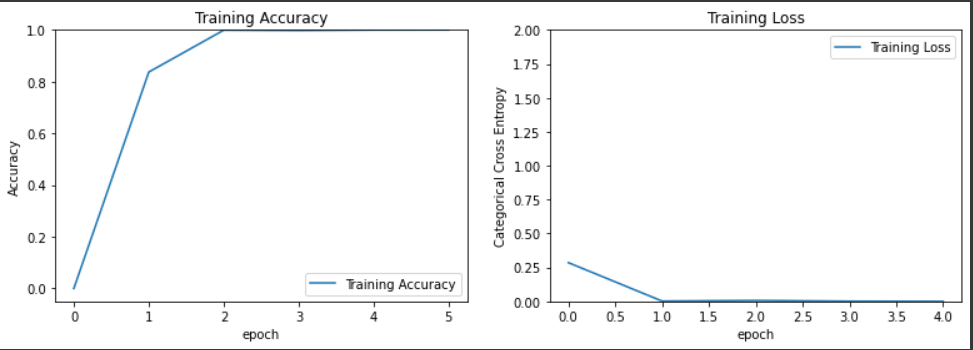 Training Accuracy
1.0
0.8
0.6
0.4
0.2
0.0
Accuracy
Training Accuracy
0 1 2 3 4 5
epoch
Training Loss
2.00
1.75
1.50
1.25
1.00
0.75
0.50
0.25
0.00
Categorical Cross Entropy
Training Loss
0.0 0.5 1.0 1.5 2.0 2.5 3.0 3.5 4.0
epoch